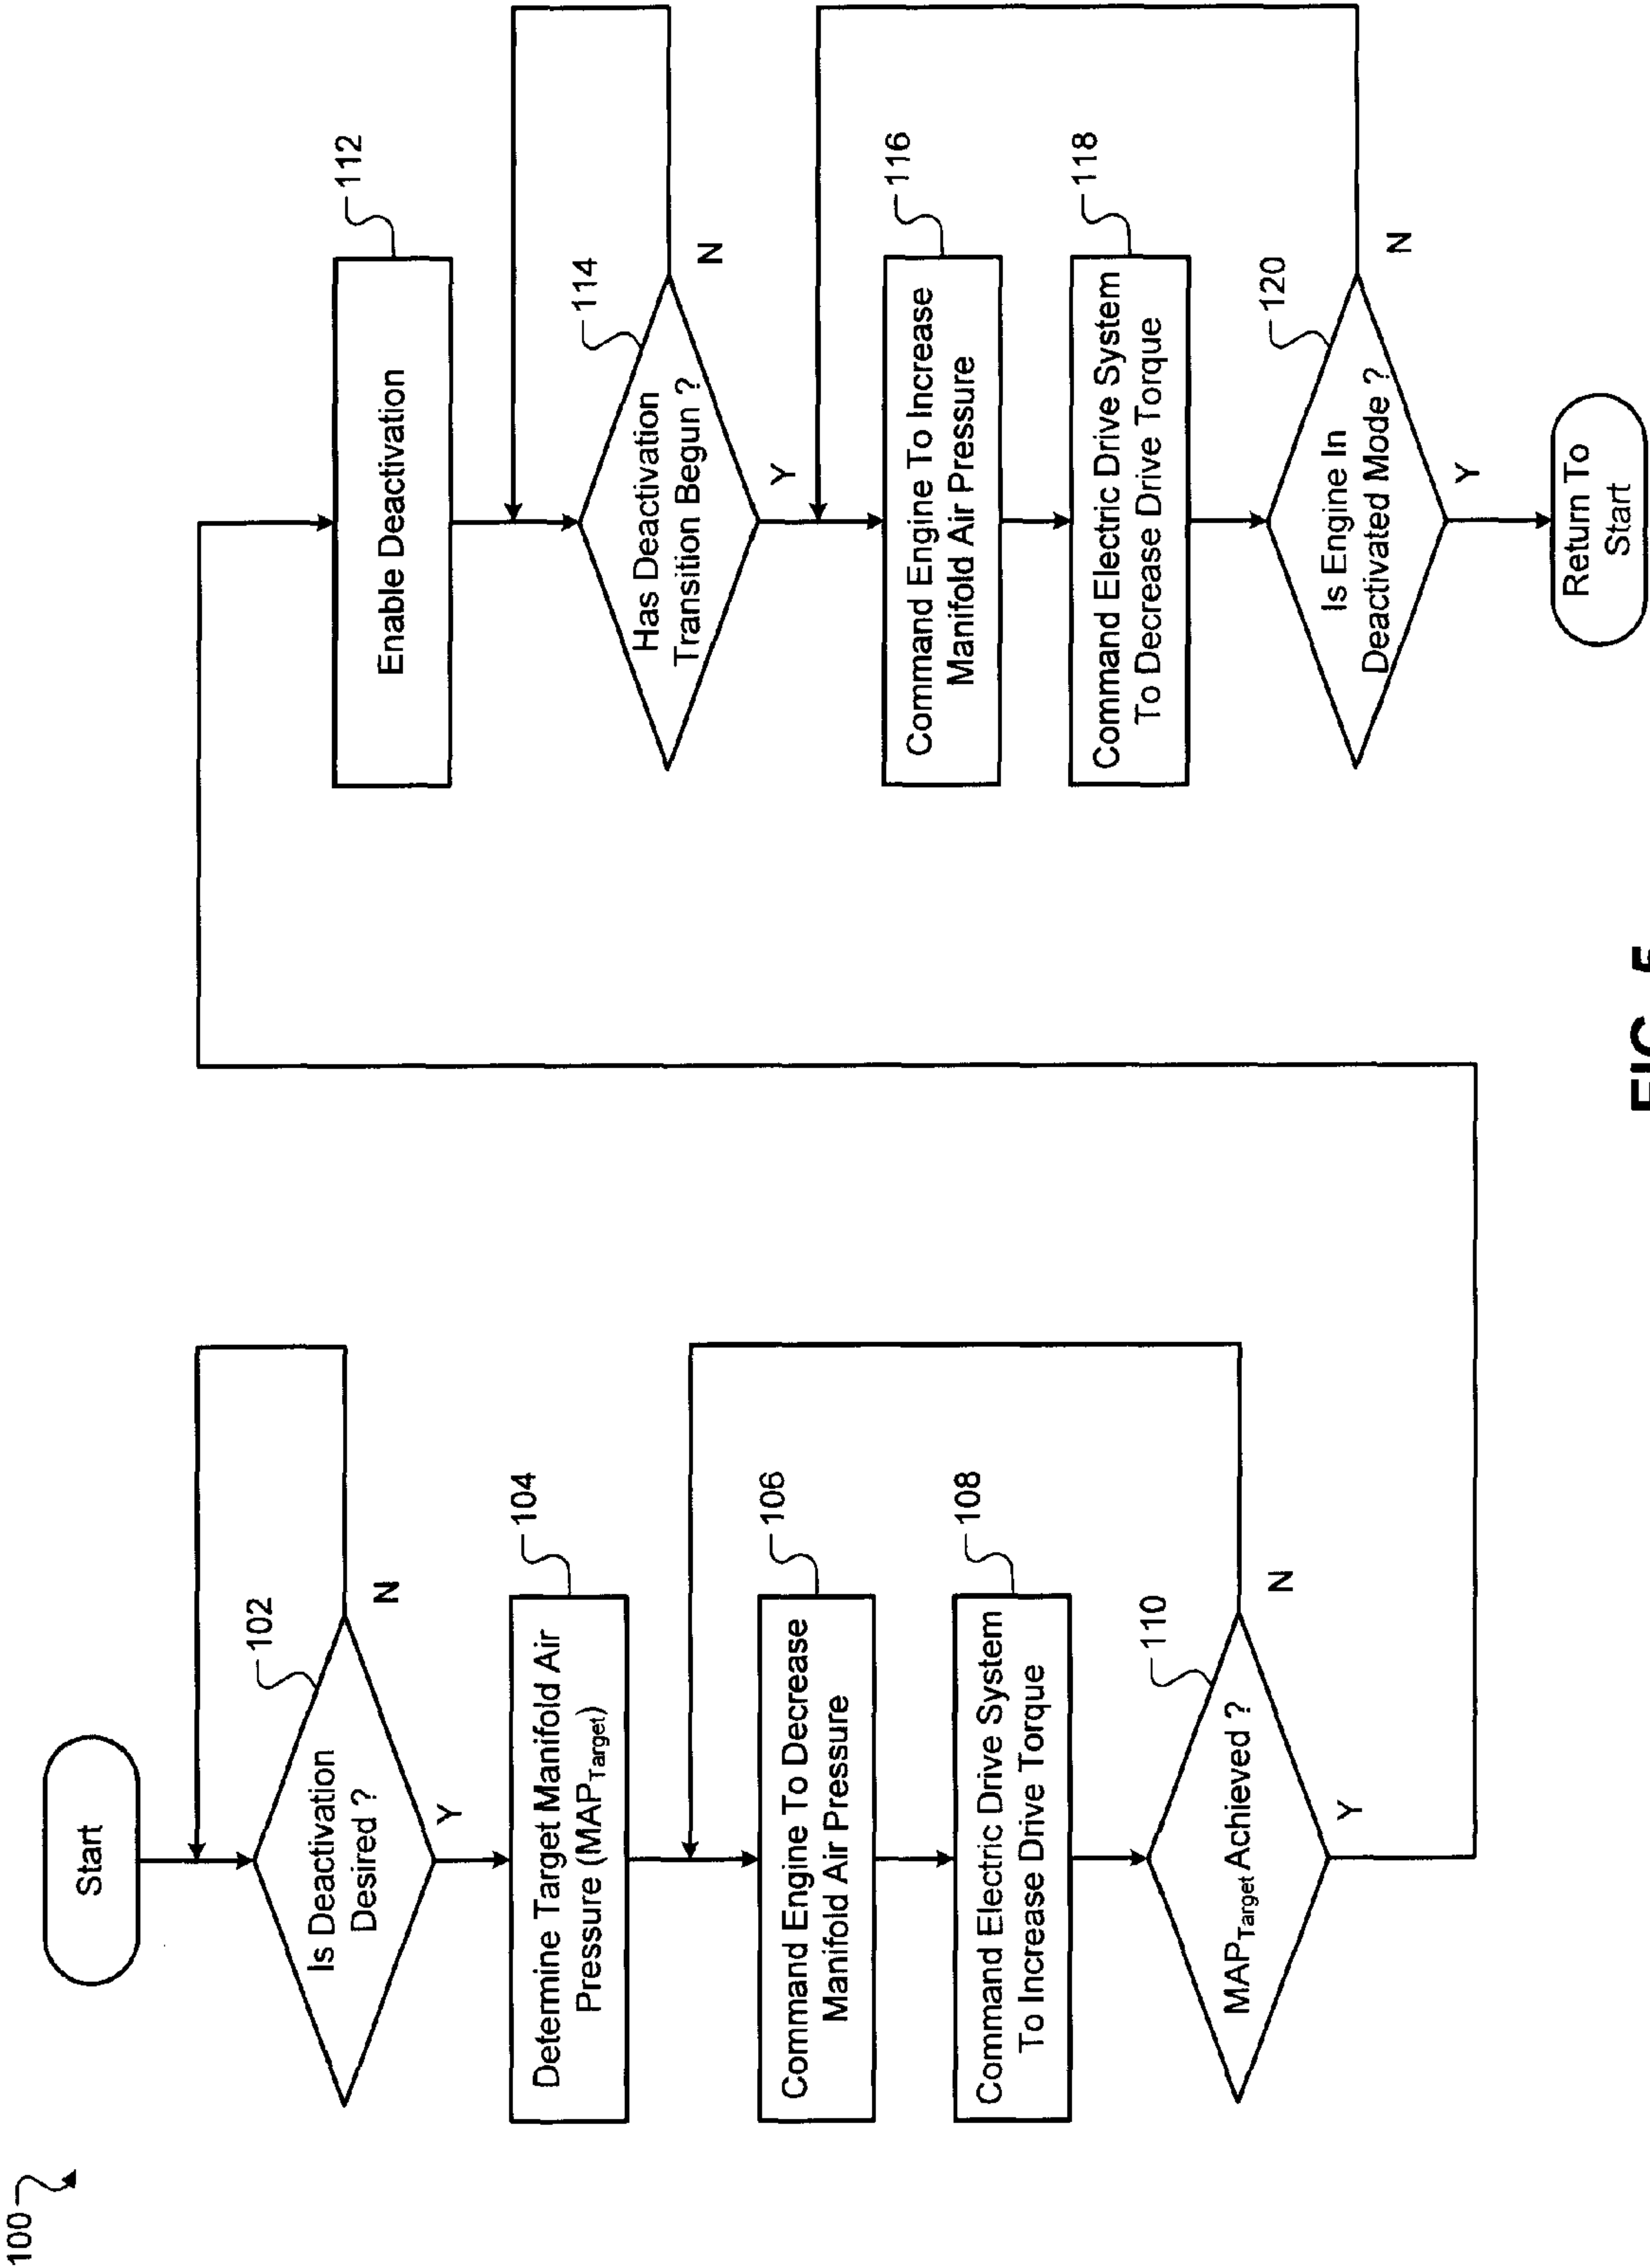 100
Start
102
Is Deactivation
Desired ?
N
Y
104
Determine Target Manifold Air
Pressure (MAPTarget)
106
Command Engine To Decrease
Manifold Air Pressure
108
Command Electric Drive System
To Increase Drive Torque
110
MAPTarget Achieved ?
N
Y
112
Enable Deactivation
114
Has Deactivation
Transition Begun ?
N
Y
116
Command Engine To Increase
Manifold Air Pressure
118
Command Electric Drive System
To Decrease Drive Torque
120
Is Engine In
Deactivated Mode ?
N
Y
Return To
Start